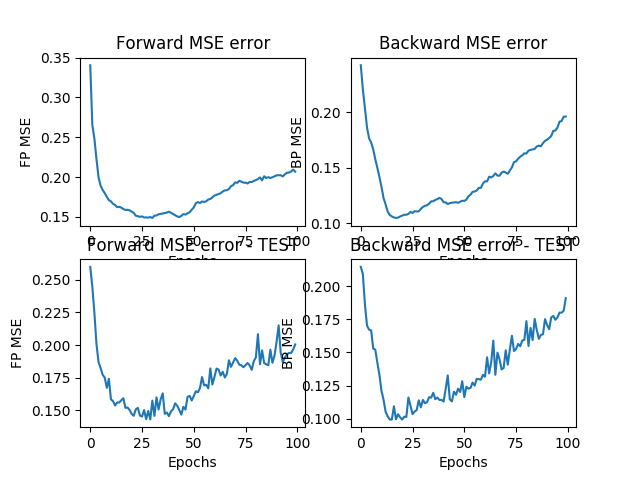 Forward MSE error
FP MSE
0.35
0.30
0.25
0.20
0.15
0 25 50 75 100
Epochs
Backward MSE error
BP MSE
0.20
0.15
0.10
0 25 50 75 100
Epochs
Forward MSE error - TEST
FP MSE
0.250
0.225
0.200
0.175
0.150
0 25 50 75 100
Epochs
Backward MSE error - TEST
BP MSE
0.200
0.175
0.150
0.125
0.100
0 25 50 75 100
Epochs